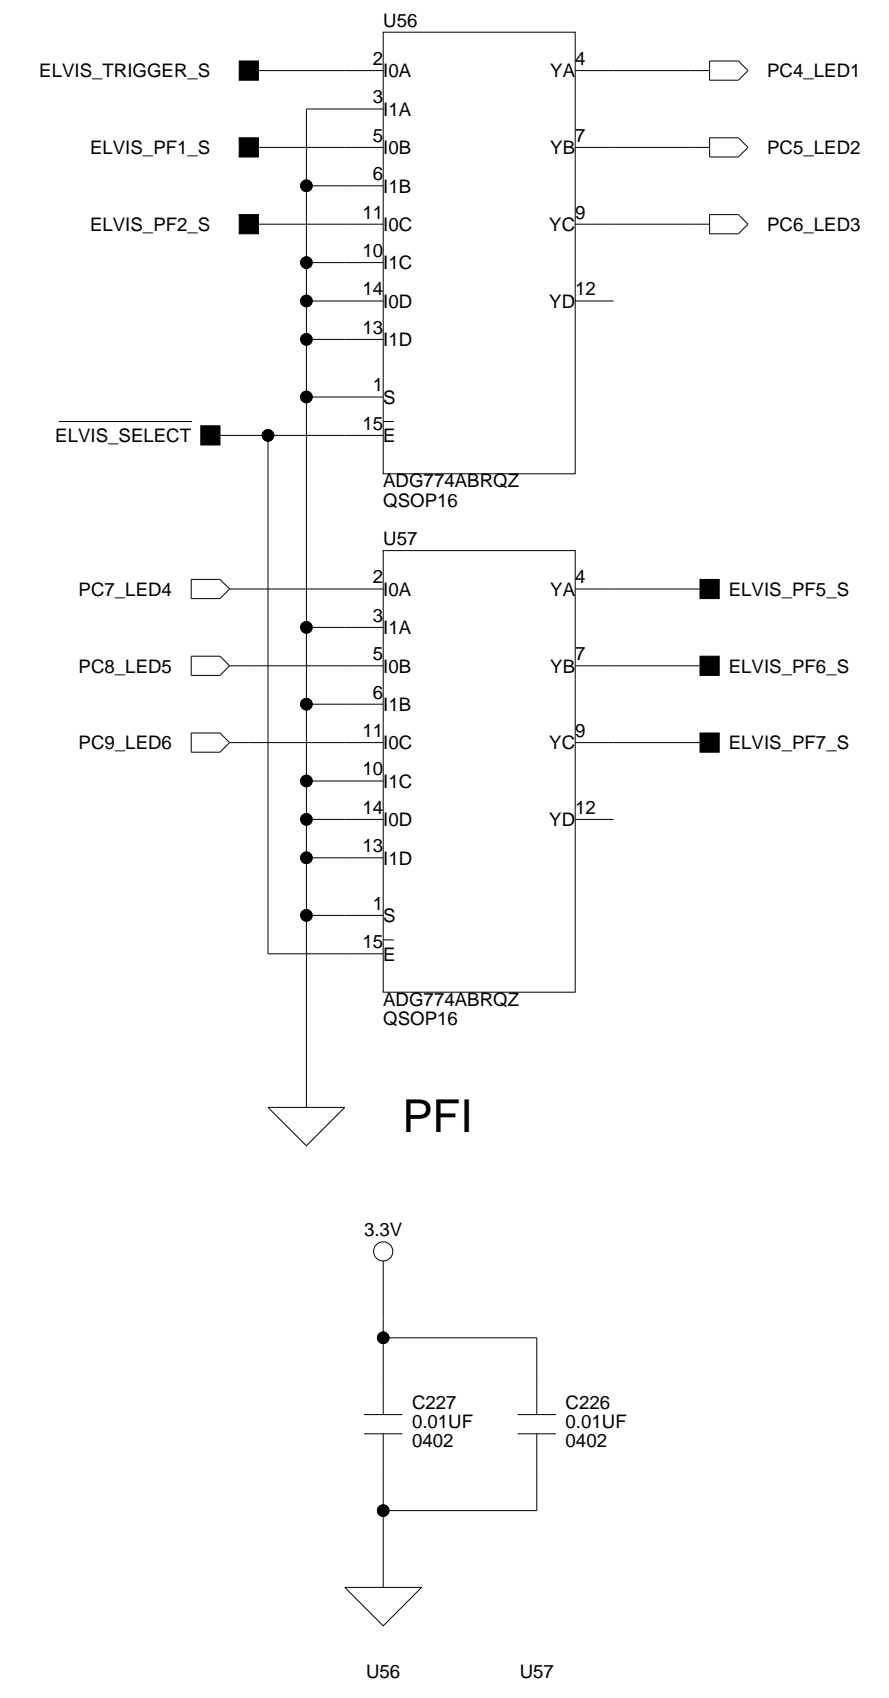 U56
ELVIS_TRIGGER_S 2 I0A YA 4 PC4_LED1
3 I1A
ELVIS_PF1_S 5 I0B YB 7 PC5_LED2
6 I1B
ELVIS_PF2_S 11 I0C YC 9 PC6_LED3
10 I1C
14 I0D YD 12
13 I1D
1 S
ELVIS_SELECT 15 E
ADG774ABRQZ
QSOP16
U57
PC7_LED4 2 I0A YA 4 ELVIS_PF5_S
3 I1A
PC8_LED5 5 I0B YB 7 ELVIS_PF6_S
6 I1B
PC9_LED6 11 I0C YC 9 ELVIS_PF7_S
10 I1C
14 I0D YD 12
13 I1D
1 S
15 E
ADG774ABRQZ
QSOP16
PFI
3.3V
C227 C226
0.01UF 0.01UF
0402 0402
U56 U57